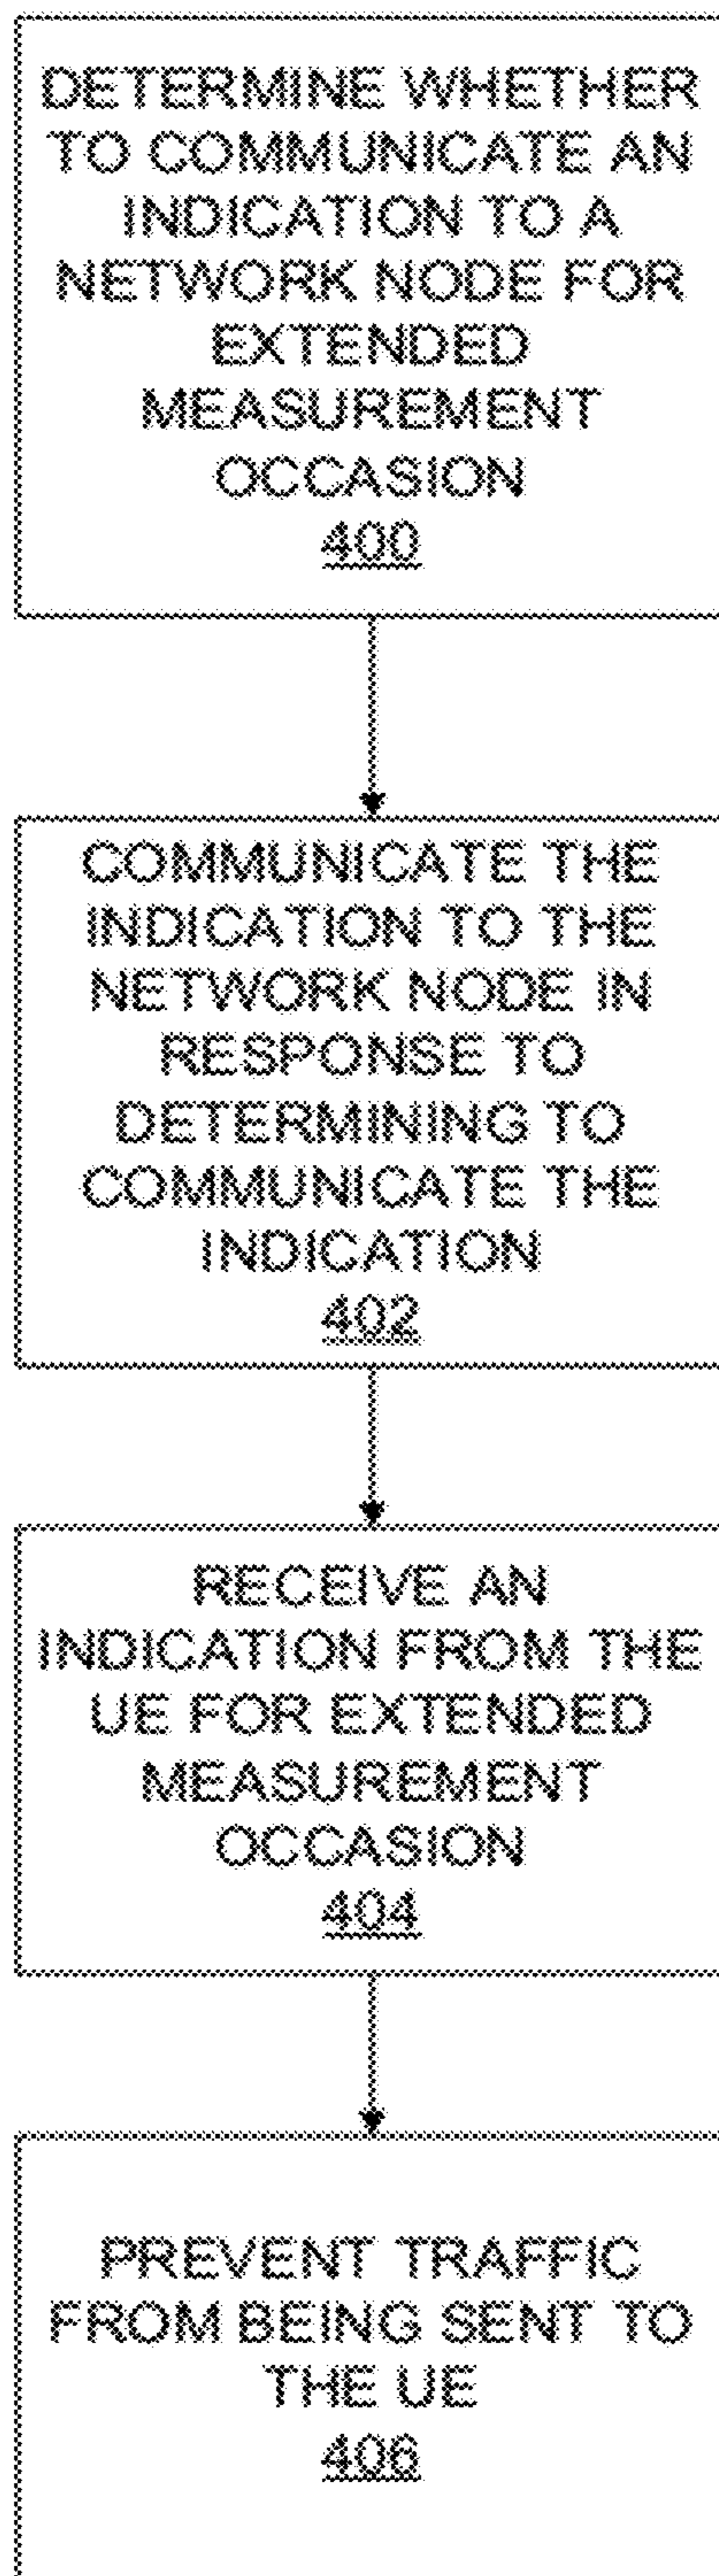 DETERMINE WHETHER
TO COMMUNICATE AN
INDICATION TO A
NETWORK NODE FOR
EXTENDED
MEASUREMENT
OCCASION
400
COMMUNICATE THE
INDICATION TO THE
NETWORK NODE IN
RESPONSE TO
DETERMINING TO
COMMUNICATE THE
INDICATION
402
RECEIVE AN
INDICATION FROM THE
UE FOR EXTENDED
MEASUREMENT
OCCASION
404
PREVENT TRAFFIC
FROM BEING SENT TO
THE UE
406